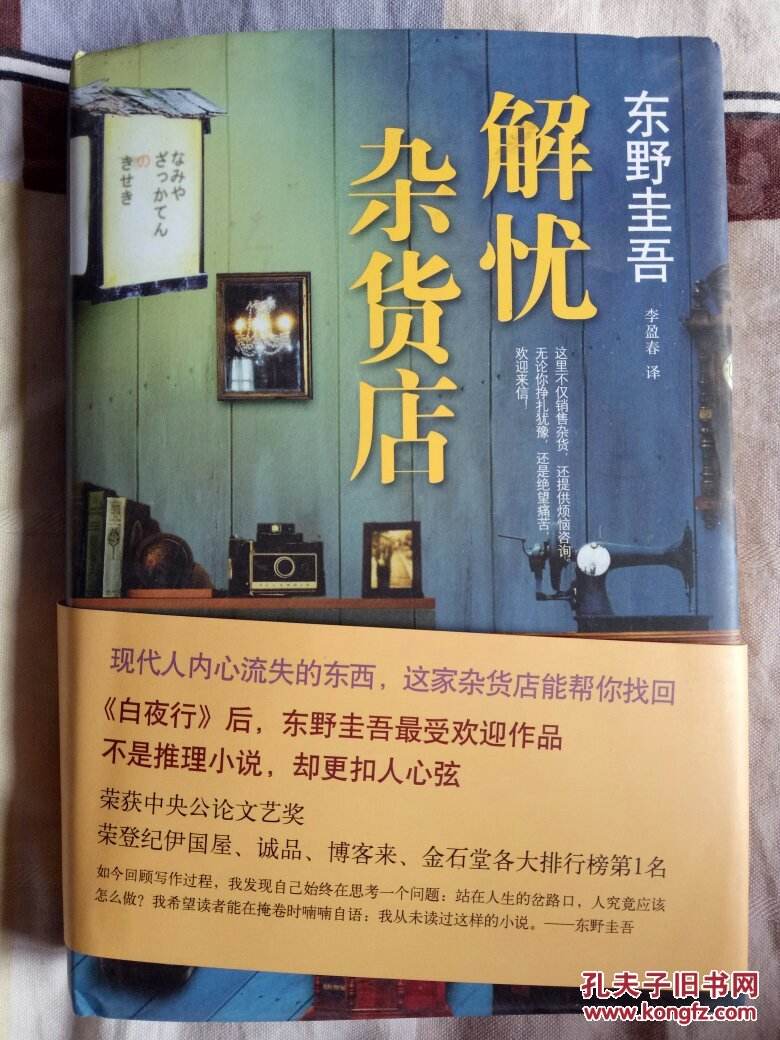 东野圭吾
李盈春 译
解忧
杂货店
这里不仅销售杂货，还提供烦恼咨询。
无论你挣扎犹豫，还是绝望痛苦，
欢迎来信！
なみや
ざっかてん
の
きせき
现代人内心流失的东西，这家杂货店能帮你找回
《白夜行》后，东野圭吾最受欢迎作品
不是推理小说，却更扣人心弦
荣获中央公论文艺奖
荣登纪伊国屋、诚品、博客来、金石堂各大排行榜第1名
如今回顾写作过程，我发现自己始终在思考一个问题：站在人生的岔路口，人究竟应该
怎么做？我希望读者能在掩卷时喃喃自语：我从未读过这样的小说。——东野圭吾
孔夫子旧书网
www.kongfz.com